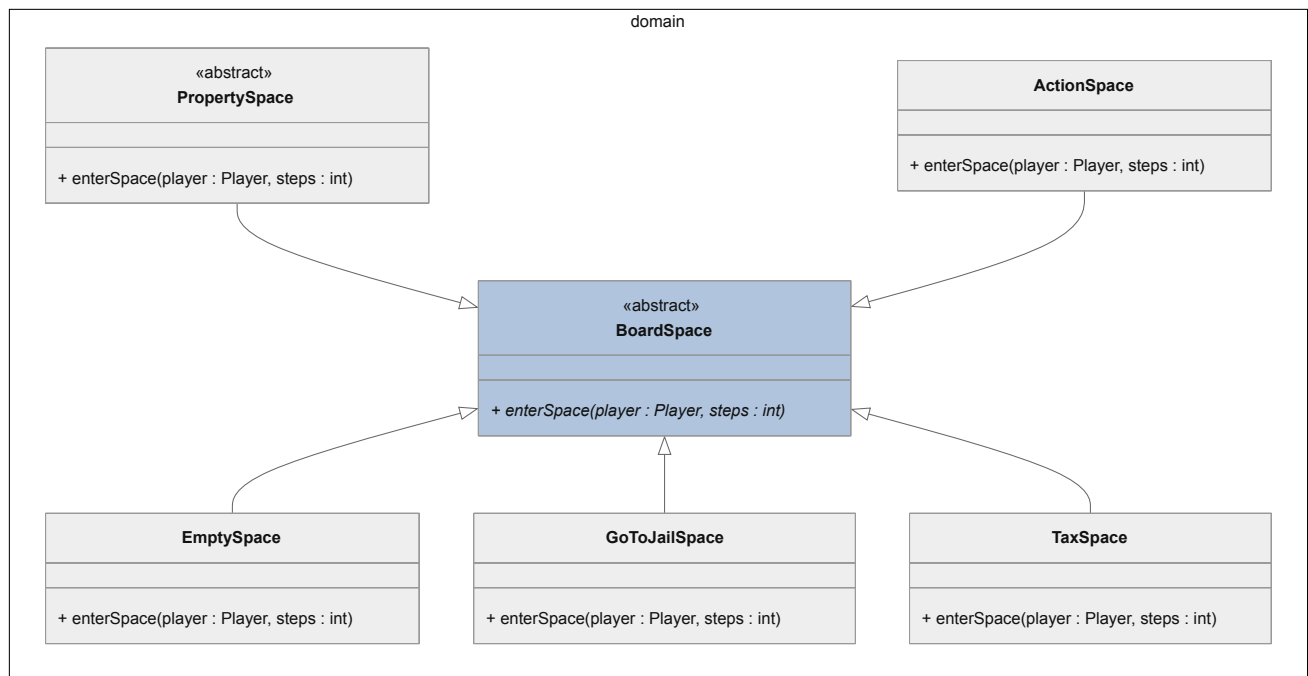 domain
«abstract»
PropertySpace
+ enterSpace(player : Player, steps : int)
ActionSpace
+ enterSpace(player : Player, steps : int)
«abstract»
BoardSpace
+ enterSpace(player : Player, steps : int)
EmptySpace
+ enterSpace(player : Player, steps : int)
GoToJailSpace
+ enterSpace(player : Player, steps : int)
TaxSpace
+ enterSpace(player : Player, steps : int)